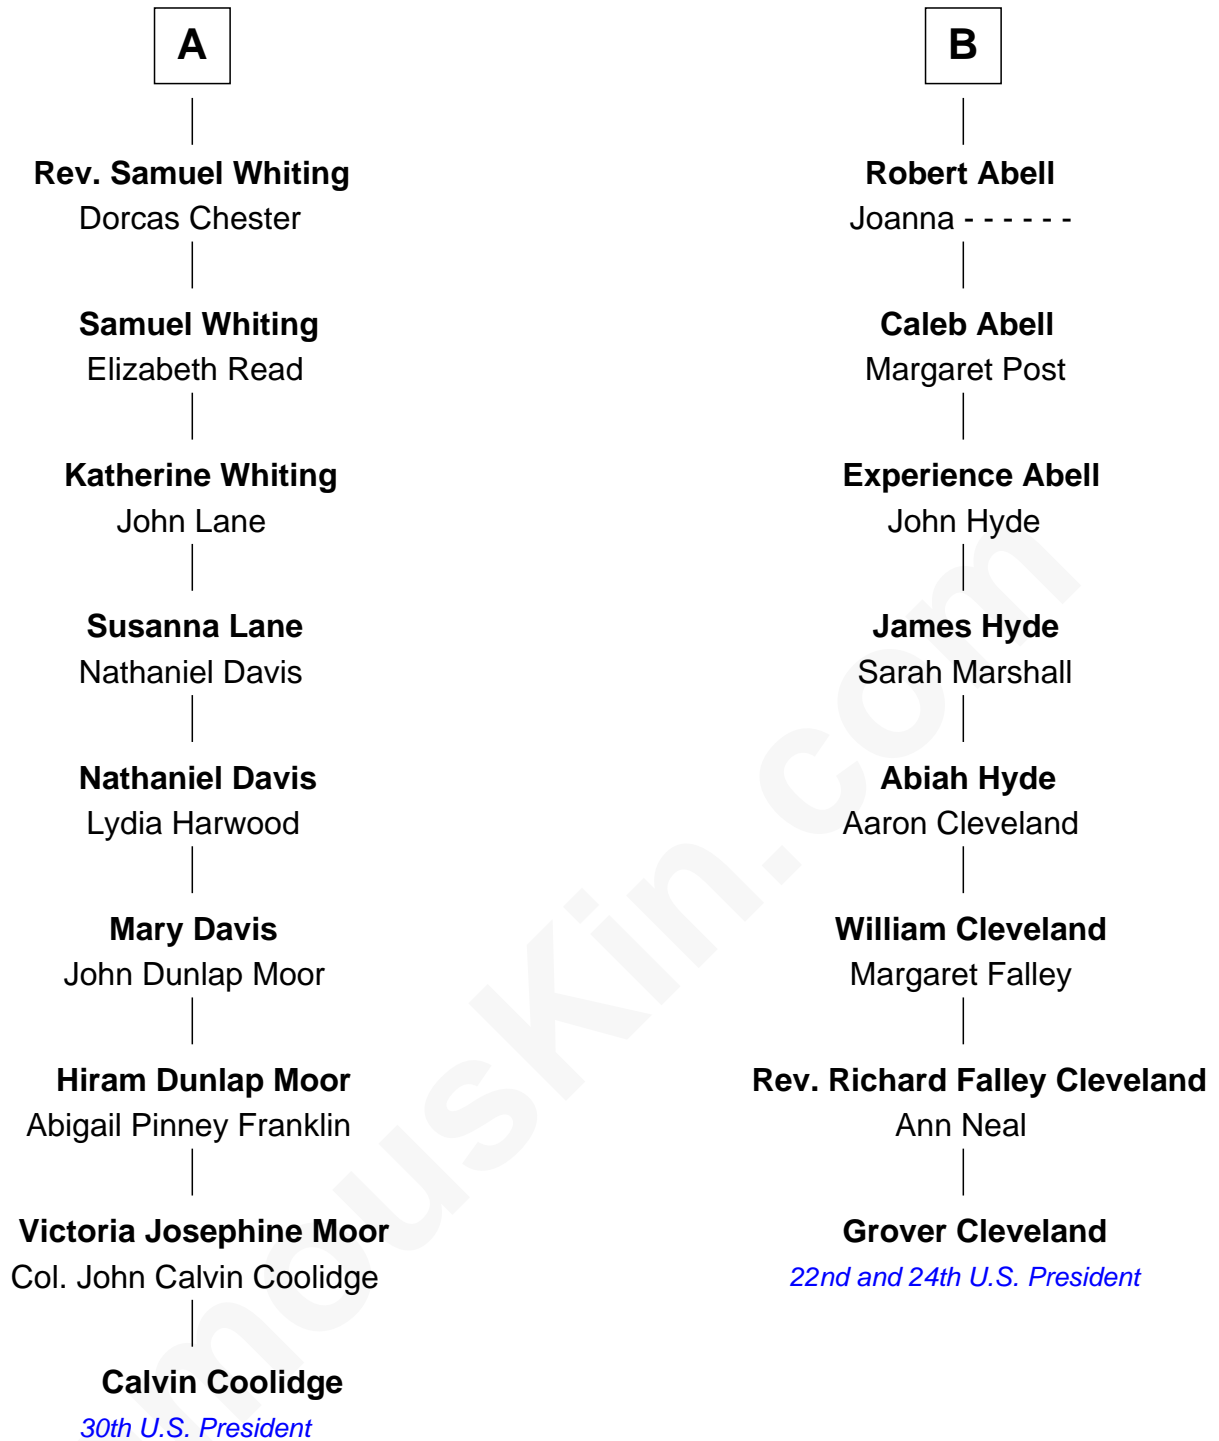 A
Rev. Samuel Whiting
Dorcas Chester
Samuel Whiting
Elizabeth Read
Katherine Whiting
John Lane
Susanna Lane
Nathaniel Davis
Nathaniel Davis
Lydia Harwood
Mary Davis
John Dunlap Moor
Hiram Dunlap Moor
Abigail Pinney Franklin
Victoria Josephine Moor
Col. John Calvin Coolidge
Calvin Coolidge
30th U.S. President
B
Robert Abell
Joanna - - - - - -
Caleb Abell
Margaret Post
Experience Abell
John Hyde
James Hyde
Sarah Marshall
Abiah Hyde
Aaron Cleveland
William Cleveland
Margaret Falley
Rev. Richard Falley Cleveland
Ann Neal
Grover Cleveland
22nd and 24th U.S. President
mousKin.com